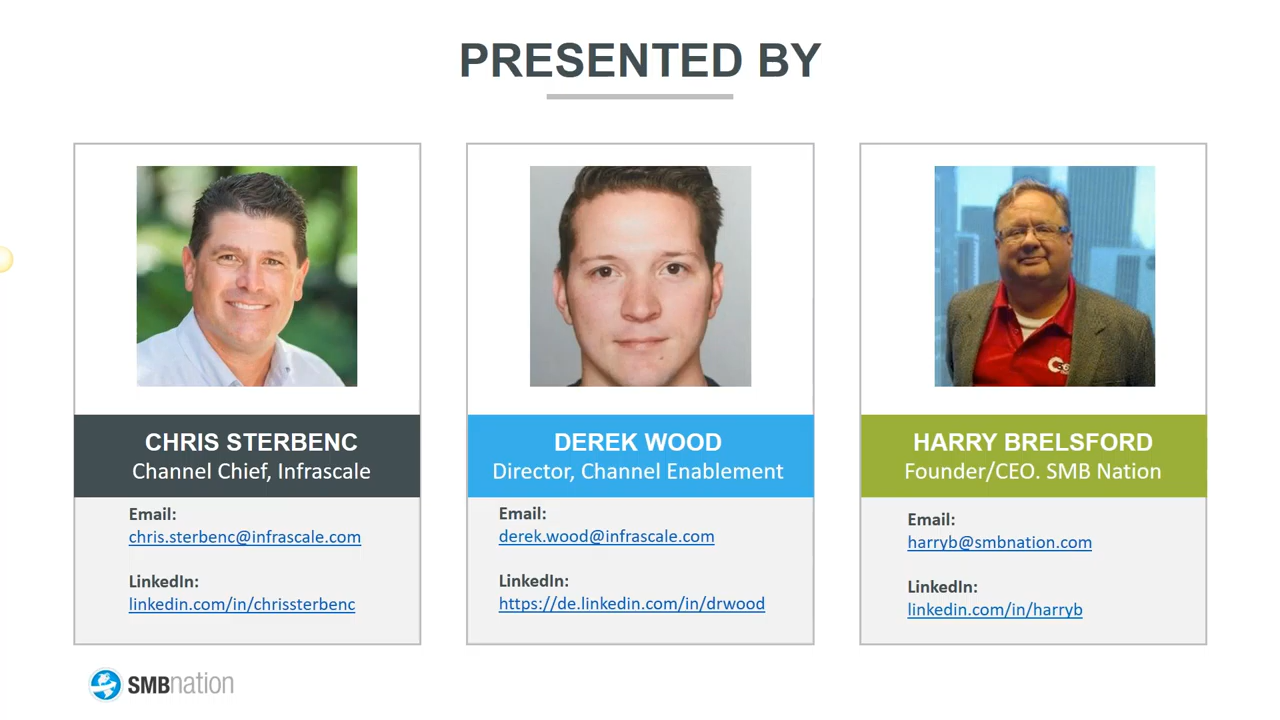 PRESENTED BY
CHRIS STERBENC
Channel Chief, Infrascale
Email:
chris.sterbenc@infrascale.com
LinkedIn:
linkedin.com/in/chrissterbenc
DEREK WOOD
Director, Channel Enablement
Email:
derek.wood@infrascale.com
LinkedIn:
https://de.linkedin.com/in/drwood
HARRY BRELSFORD
Founder/CEO. SMB Nation
Email:
harryb@smbnation.com
LinkedIn:
linkedin.com/in/harryb
SMBnation